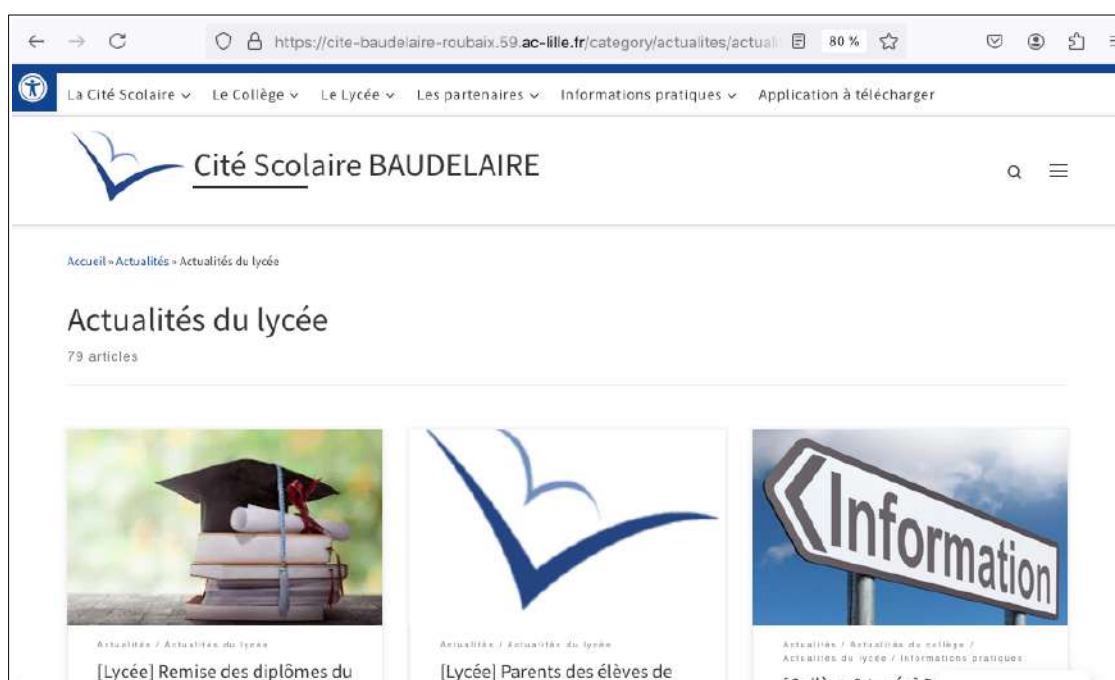 https://cite-baudelaire-roubaix.59.ac-lille.fr/category/actualites/actuali
80 %
La Cité Scolaire Le Collège Le Lycée Les partenaires Informations pratiques Application à télécharger
Cité Scolaire BAUDELAIRE
Accueil » Actualités » Actualités du lycée
Actualités du lycée
79 articles
Information
Actualités / Actualités du lycée
[Lycée] Remise des diplômes du
Actualités / Actualités du lycée
[Lycée] Parents des élèves de
Actualités / Actualités du collège /
Actualités du lycée / Informations pratiques